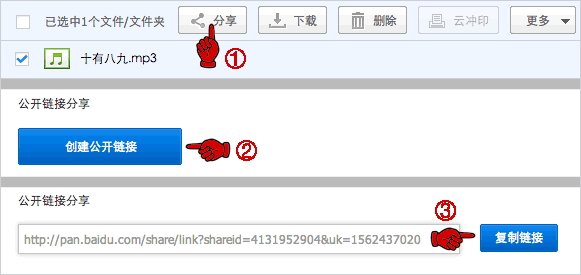 已选中1个文件/文件夹 分享 下载 删除 云冲印 更多
十有八九.mp3 ①
公开链接分享
创建公开链接 ②
公开链接分享
③
http://pan.baidu.com/share/link?shareid=4131952904&uk=1562437020 复制链接